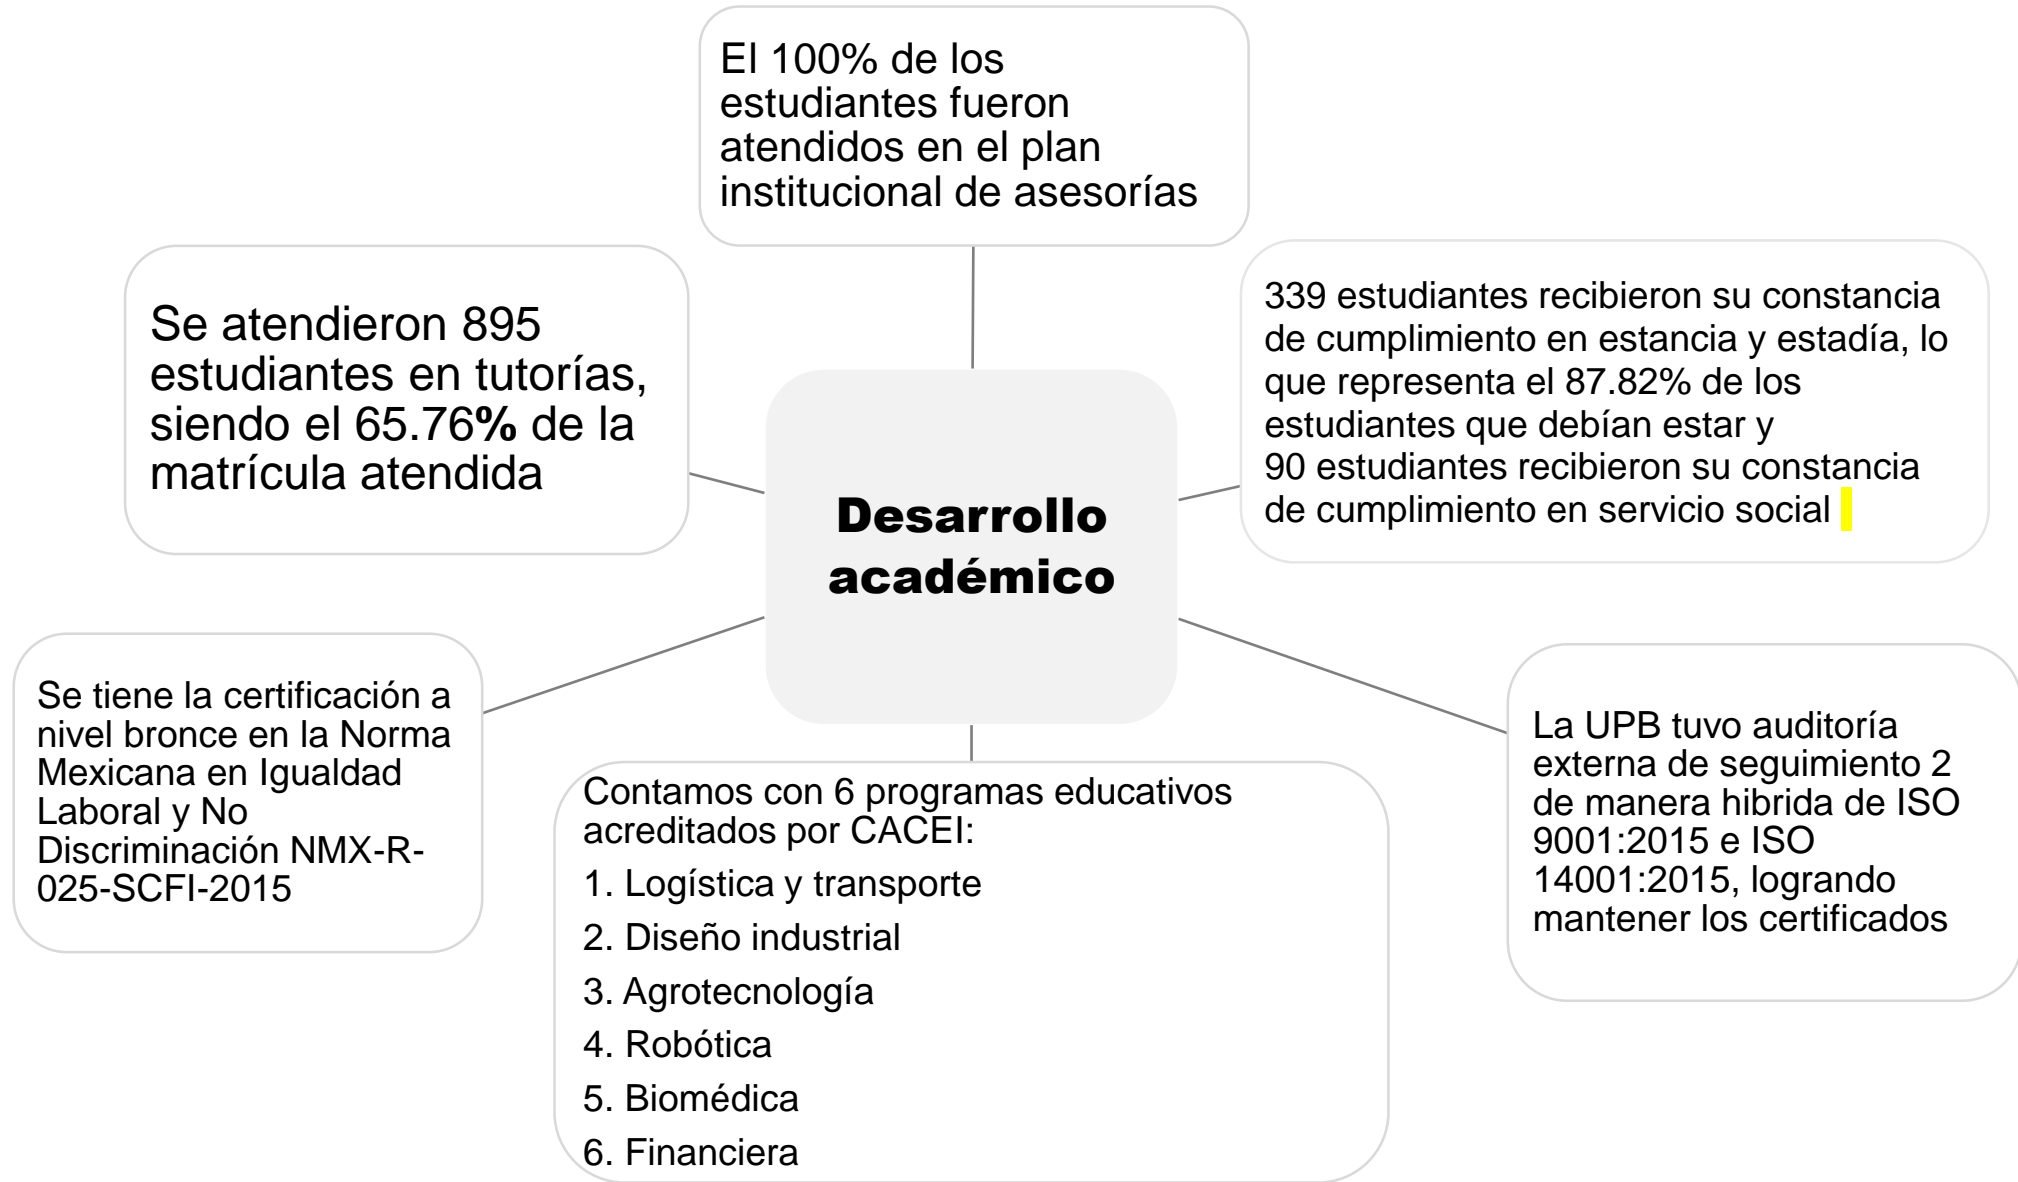 El 100% de los
estudiantes fueron
atendidos en el plan
institucional de asesorías
Se atendieron 895
estudiantes en tutorías,
siendo el 65.76% de la
matrícula atendida
339 estudiantes recibieron su constancia
de cumplimiento en estancia y estadía, lo
que representa el 87.82% de los
estudiantes que debían estar y
90 estudiantes recibieron su constancia
de cumplimiento en servicio social
Desarrollo
académico
Se tiene la certificación a
nivel bronce en la Norma
Mexicana en Igualdad
Laboral y No
Discriminación NMX-R-
025-SCFI-2015
Contamos con 6 programas educativos
acreditados por CACEI:
1. Logística y transporte
2. Diseño industrial
3. Agrotecnología
4. Robótica
5. Biomédica
6. Financiera
La UPB tuvo auditoría
externa de seguimiento 2
de manera hibrida de ISO
9001:2015 e ISO
14001:2015, logrando
mantener los certificados